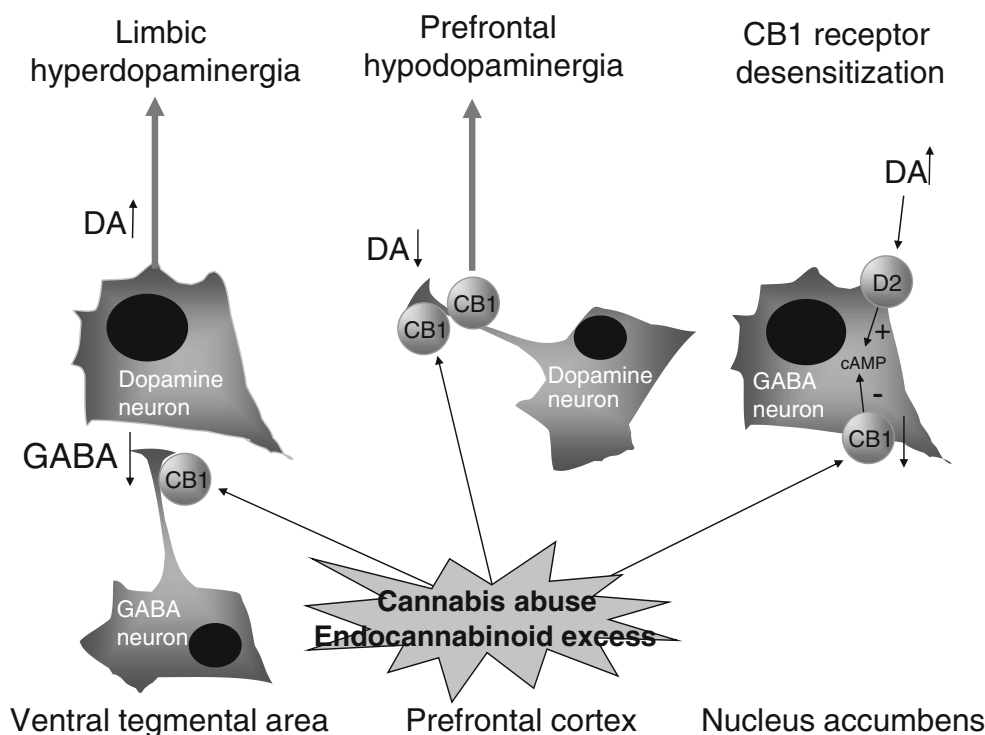 Limbic
hyperdopaminergia
Prefrontal
hypodopaminergia
CB1 receptor
desensitization
DA
DA
DA
CB1
CB1
D2
+
cAMP
-
CB1
Dopamine
neuron
Dopamine
neuron
GABA
neuron
GABA
CB1
GABA
neuron
Cannabis abuse
Endocannabinoid excess
Ventral tegmental area
Prefrontal cortex
Nucleus accumbens